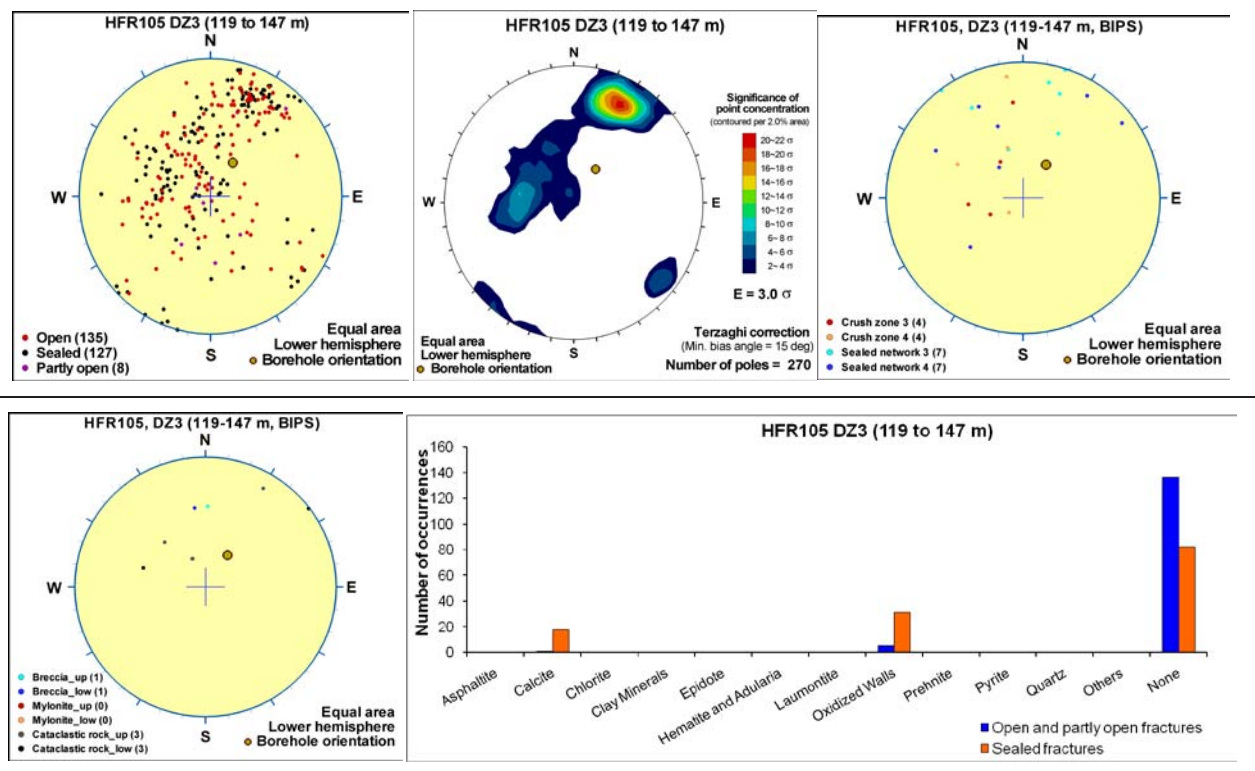 HFR105 DZ3 (119 to 147 m)
N
W
E
S
Open (135)
Sealed (127)
Partly open (8)
Equal area
Lower hemisphere
Borehole orientation
HFR105 DZ3 (119 to 147 m)
N
W
E
S
Significance of
point concentration
(contoured per 2.0% area)
20~22 σ
18~20 σ
16~18 σ
14~16 σ
12~14 σ
10~12 σ
8~10 σ
6~8 σ
4~6 σ
2~4 σ
E = 3.0 σ
Equal area
Lower hemisphere
Borehole orientation
Terzaghi correction
(Min. bias angle = 15 deg)
Number of poles = 270
HFR105, DZ3 (119-147 m, BIPS)
N
W
E
S
Crush zone 3 (4)
Crush zone 4 (4)
Sealed network 3 (7)
Sealed network 4 (7)
Equal area
Lower hemisphere
Borehole orientation
HFR105, DZ3 (119-147 m, BIPS)
N
W
E
S
Breccia_up (1)
Breccia_low (1)
Mylonite_up (0)
Mylonite_low (0)
Cataclastic rock_up (3)
Cataclastic rock_low (3)
Equal area
Lower hemisphere
Borehole orientation
HFR105 DZ3 (119 to 147 m)
Number of occurrences
160
140
120
100
80
60
40
20
0
Asphaltite
Calcite
Chlorite
Clay Minerals
Epidote
Hematite and Adularia
Laumontite
Oxidized Walls
Prehnite
Pyrite
Quartz
Others
None
Open and partly open fractures
Sealed fractures